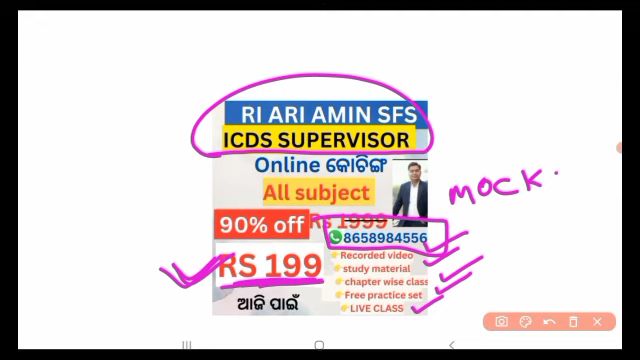 RI ARI AMIN SFS
ICDS SUPERVISOR
Online କୋଚିଙ୍ଗ
All subject
90% off Rs 1999
8658984556
RS 199
Recorded video
study material
chapter wise class
Free practice set
LIVE CLASS
ଆଜି ପାଇଁ
MOCK.